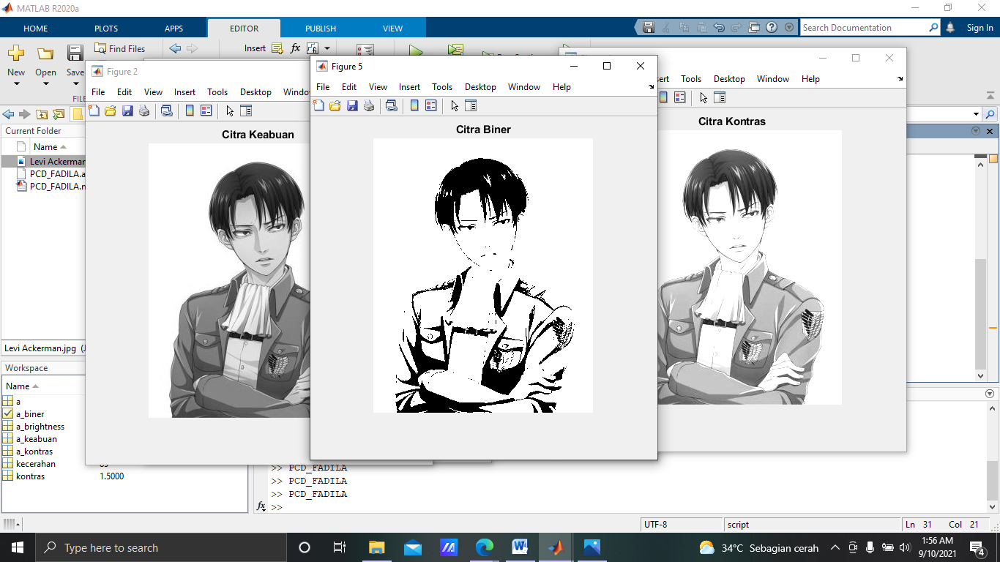 MATLAB R2020a
HOME PLOTS APPS EDITOR PUBLISH VIEW
Search Documentation
Sign In
New Open Save
Find Files
Insert fx
FILE
Current Folder
Name
Levi Ackerman
PCD_FADILA.a
PCD_FADILA.m
Levi Ackerman.jpg
Workspace
Name
a
a_biner
a_brightness
a_keabuan
a_kontras
kecerahan
kontras 1.5000
Figure 2
File Edit View Insert Tools Desktop Window
Citra Keabuan
Figure 5
File Edit View Insert Tools Desktop Window Help
Citra Biner
Tools Desktop Window Help
Citra Kontras
>> PCD_FADILA
>> PCD_FADILA
>> PCD_FADILA
fx >>
UTF-8 script Ln 31 Col 21
Type here to search
34°C Sebagian cerah
1:56 AM
9/10/2021
4